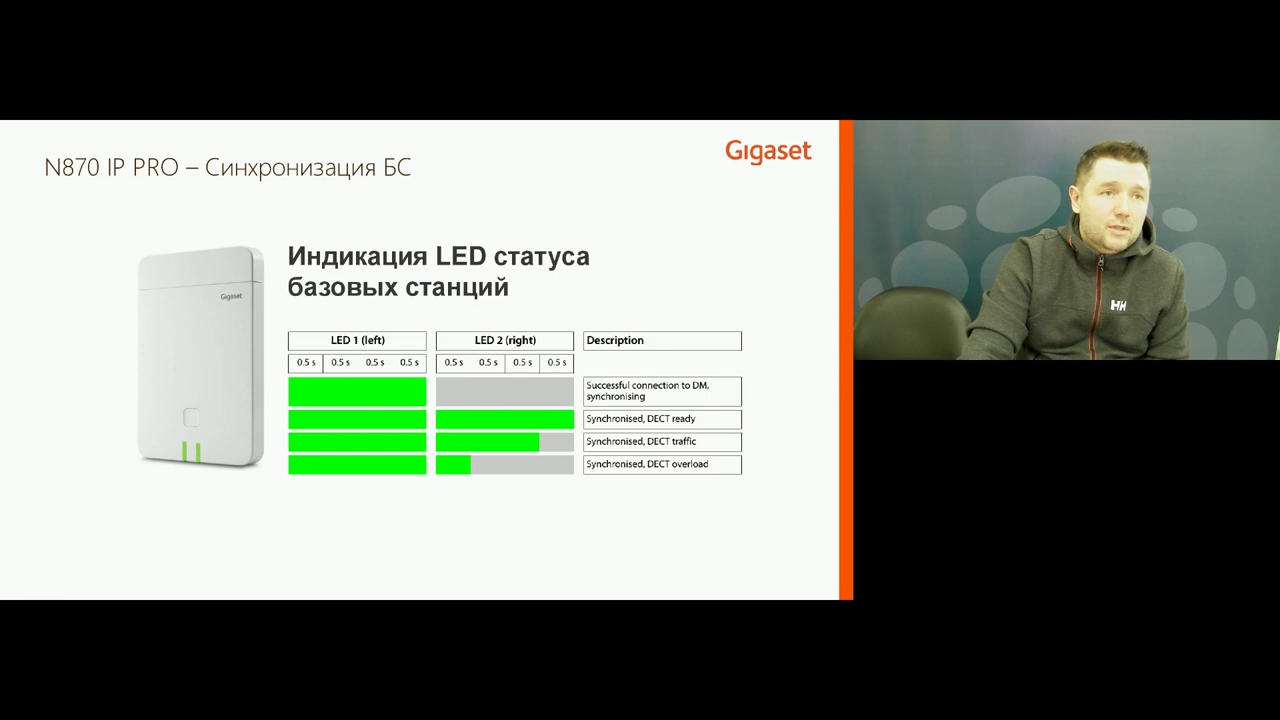 N870 IP PRO – Синхронизация БС
Gigaset
Индикация LED статуса
базовых станций
Gigaset
LED 1 (left) LED 2 (right) Description
0.5 s 0.5 s 0.5 s 0.5 s 0.5 s 0.5 s 0.5 s 0.5 s
Successful connection to DM,
synchronising
Synchronised, DECT ready
Synchronised, DECT traffic
Synchronised, DECT overload
HH